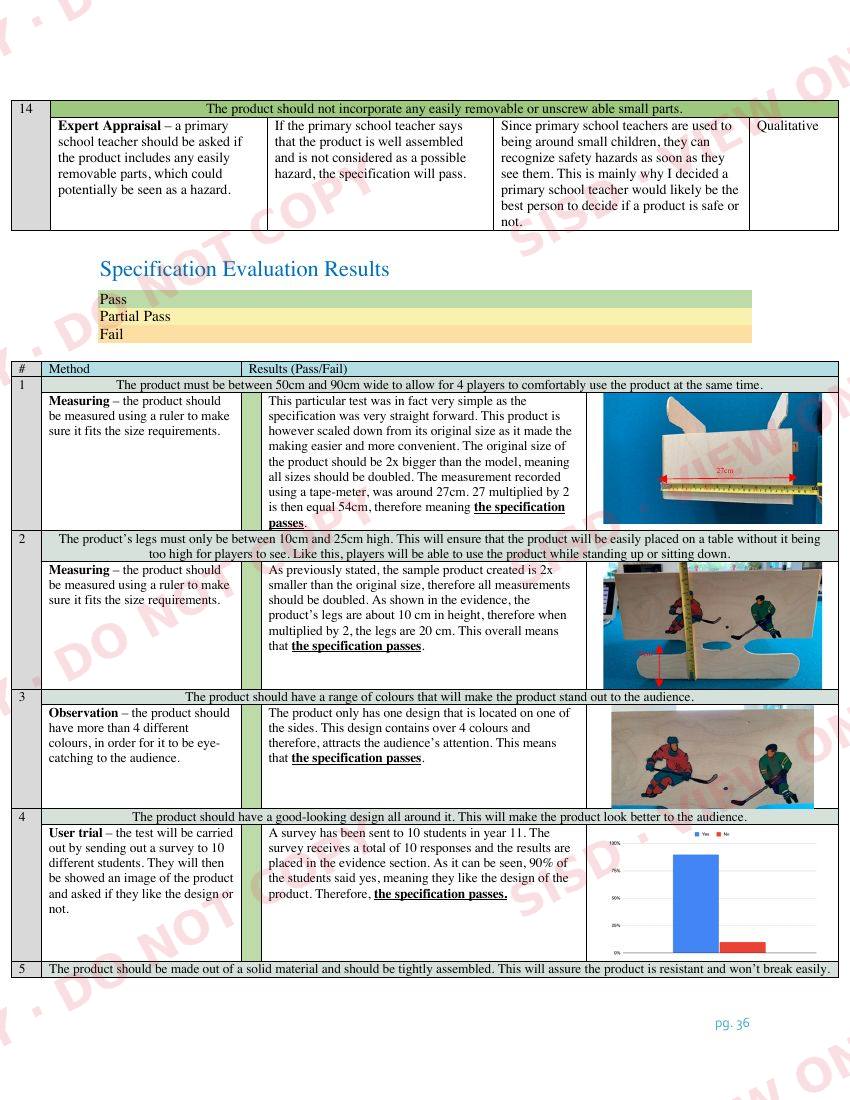 14
The product should not incorporate any easily removable or unscrew able small parts.
Expert Appraisal – a primary
school teacher should be asked if
the product includes any easily
removable parts, which could
potentially be seen as a hazard.
If the primary school teacher says
that the product is well assembled
and is not considered as a possible
hazard, the specification will pass.
Since primary school teachers are used to
being around small children, they can
recognize safety hazards as soon as they
see them. This is mainly why I decided a
primary school teacher would likely be the
best person to decide if a product is safe or
not.
Qualitative
Specification Evaluation Results
Pass
Partial Pass
Fail
# Method Results (Pass/Fail)
1
The product must be between 50cm and 90cm wide to allow for 4 players to comfortably use the product at the same time.
Measuring – the product should
be measured using a ruler to make
sure it fits the size requirements.
This particular test was in fact very simple as the
specification was very straight forward. This product is
however scaled down from its original size as it made the
making easier and more convenient. The original size of
the product should be 2x bigger than the model, meaning
all sizes should be doubled. The measurement recorded
using a tape-meter, was around 27cm. 27 multiplied by 2
is then equal 54cm, therefore meaning the specification
passes.
27cm
2
The product's legs must only be between 10cm and 25cm high. This will ensure that the product will be easily placed on a table without it being
too high for players to see. Like this, players will be able to use the product while standing up or sitting down.
Measuring – the product should
be measured using a ruler to make
sure it fits the size requirements.
As previously stated, the sample product created is 2x
smaller than the original size, therefore all measurements
should be doubled. As shown in the evidence, the
product's legs are about 10 cm in height, therefore when
multiplied by 2, the legs are 20 cm. This overall means
that the specification passes.
3
The product should have a range of colours that will make the product stand out to the audience.
Observation – the product should
have more than 4 different
colours, in order for it to be eye-
catching to the audience.
The product only has one design that is located on one of
the sides. This design contains over 4 colours and
therefore, attracts the audience's attention. This means
that the specification passes.
4
The product should have a good-looking design all around it. This will make the product look better to the audience.
User trial – the test will be carried
out by sending out a survey to 10
different students. They will then
be showed an image of the product
and asked if they like the design or
not.
A survey has been sent to 10 students in year 11. The
survey receives a total of 10 responses and the results are
placed in the evidence section. As it can be seen, 90% of
the students said yes, meaning they like the design of the
product. Therefore, the specification passes.
Yes No
100%
75%
50%
25%
0%
5
The product should be made out of a solid material and should be tightly assembled. This will assure the product is resistant and won't break easily.
pg. 36
SISD · VIEW ONLY · DO NOT COPY